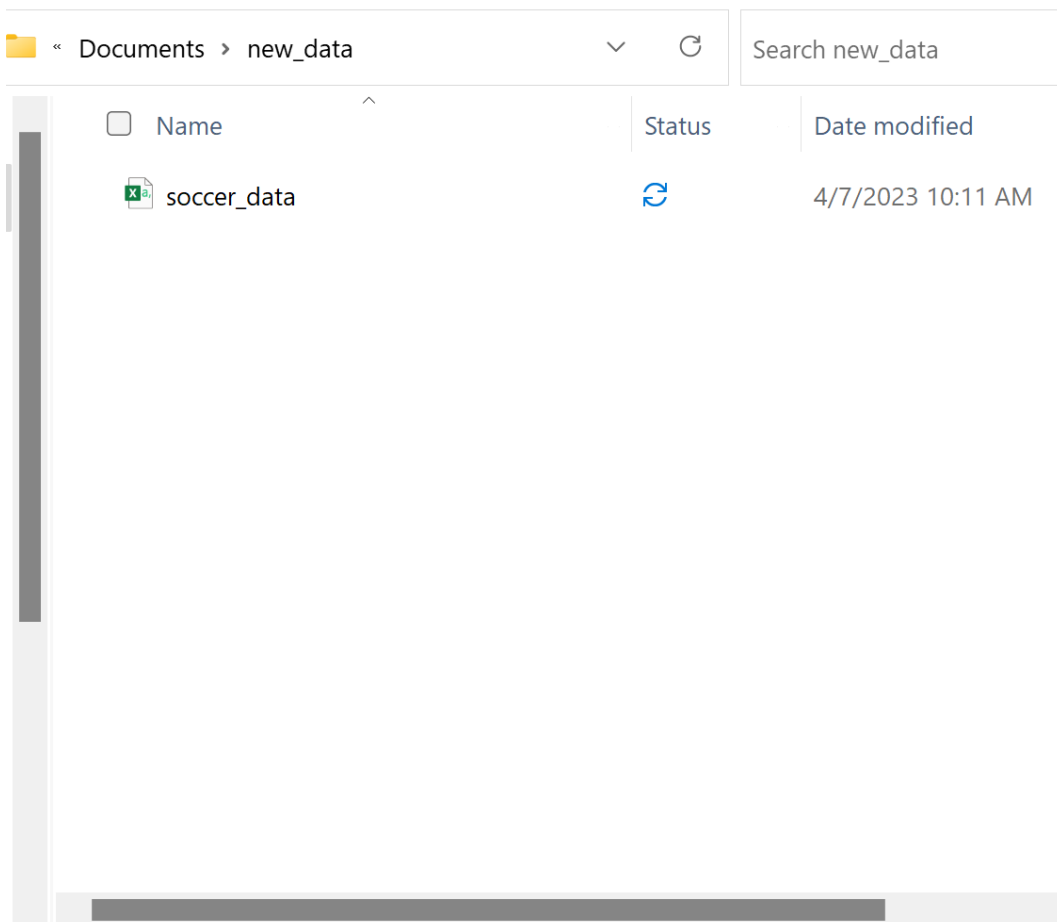 « Documents > new_data
Search new_data
Name
Status
Date modified
soccer_data
4/7/2023 10:11 AM